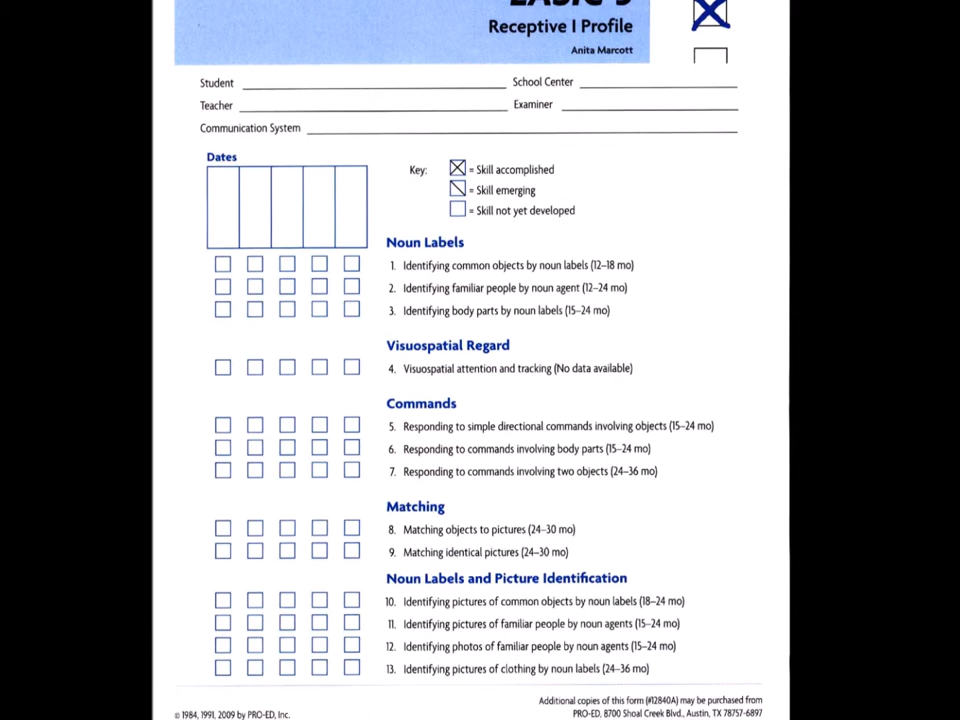 Receptive I Profile
Anita Marcott
Student
School Center
Teacher
Examiner
Communication System
Dates
Key:
= Skill accomplished
= Skill emerging
= Skill not yet developed
Noun Labels
1. Identifying common objects by noun labels (12–18 mo)
2. Identifying familiar people by noun agent (12–24 mo)
3. Identifying body parts by noun labels (15–24 mo)
Visuospatial Regard
4. Visuospatial attention and tracking (No data available)
Commands
5. Responding to simple directional commands involving objects (15–24 mo)
6. Responding to commands involving body parts (15–24 mo)
7. Responding to commands involving two objects (24–36 mo)
Matching
8. Matching objects to pictures (24–30 mo)
9. Matching identical pictures (24–30 mo)
Noun Labels and Picture Identification
10. Identifying pictures of common objects by noun labels (18–24 mo)
11. Identifying pictures of familiar people by noun agents (15–24 mo)
12. Identifying photos of familiar people by noun agents (15–24 mo)
13. Identifying pictures of clothing by noun labels (24–36 mo)
© 1984, 1991, 2009 by PRO-ED, Inc.
Additional copies of this form (#12840A) may be purchased from
PRO-ED, 8700 Shoal Creek Blvd., Austin, TX 78757-6897